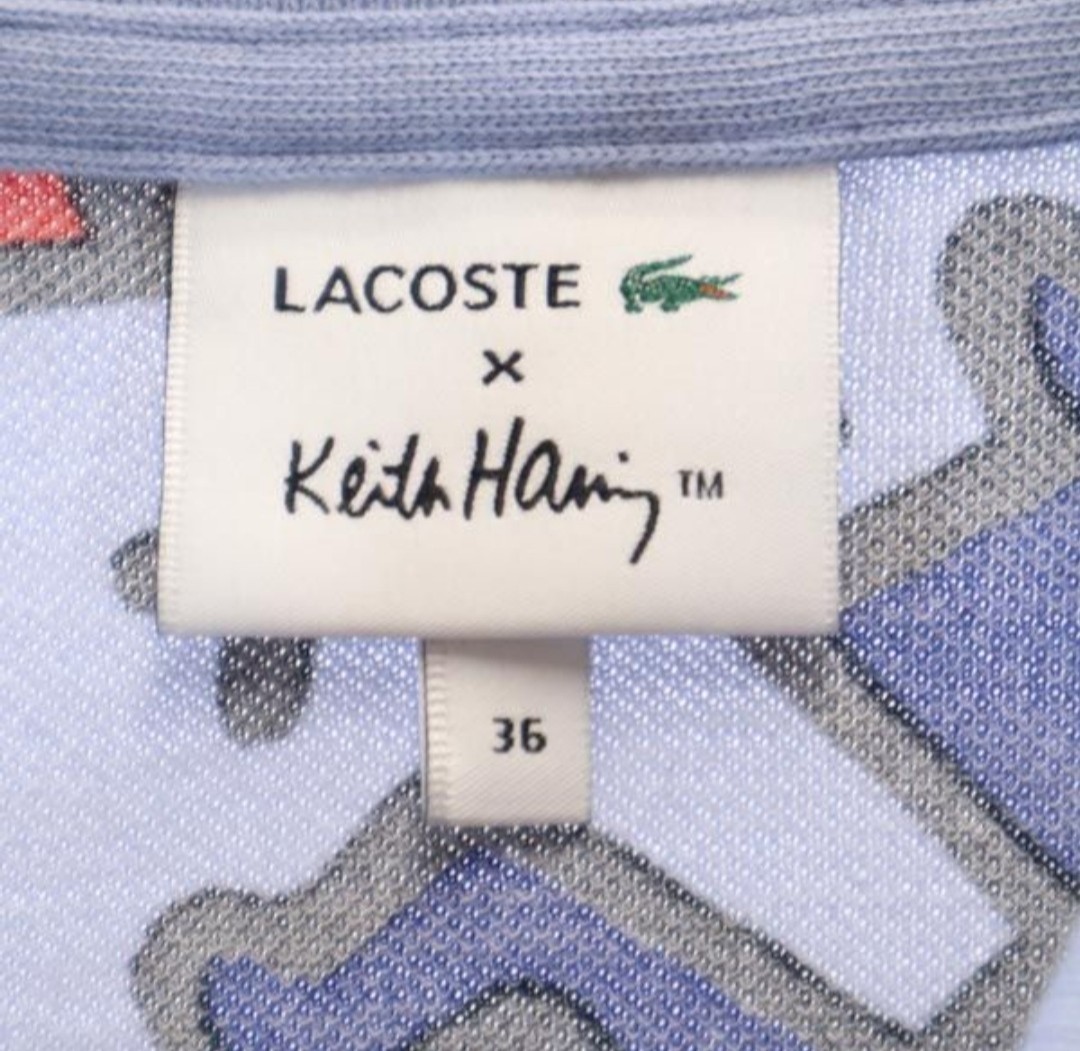 LACOSTE
×
Keith Haring ™
36